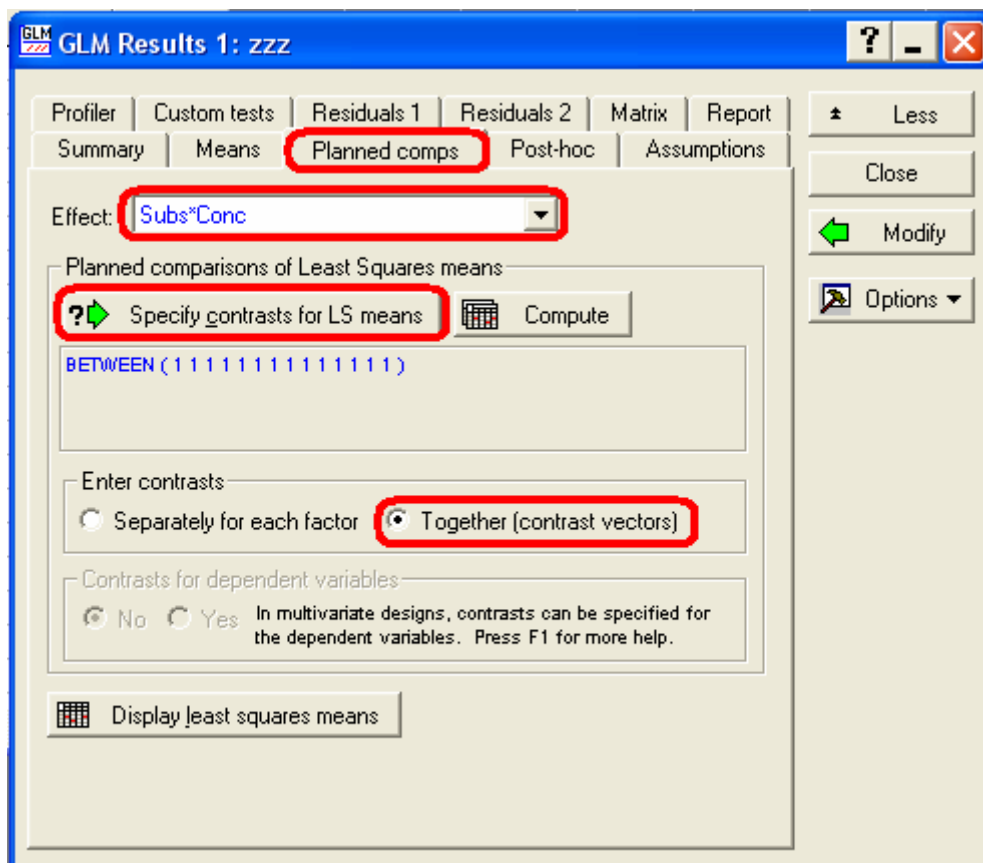 GLM
GLM Results 1: zzz
Profiler
Custom tests
Residuals 1
Residuals 2
Matrix
Report
Summary
Means
Planned comps
Post-hoc
Assumptions
Less
Close
Modify
Options
Effect:
Subs*Conc
Planned comparisons of Least Squares means
Specify contrasts for LS means
Compute
BETWEEN ( 1 1 1 1 1 1 1 1 1 1 1 1 1 1 )
Enter contrasts
Separately for each factor
Together (contrast vectors)
Contrasts for dependent variables
No
Yes
In multivariate designs, contrasts can be specified for
the dependent variables. Press F1 for more help.
Display least squares means